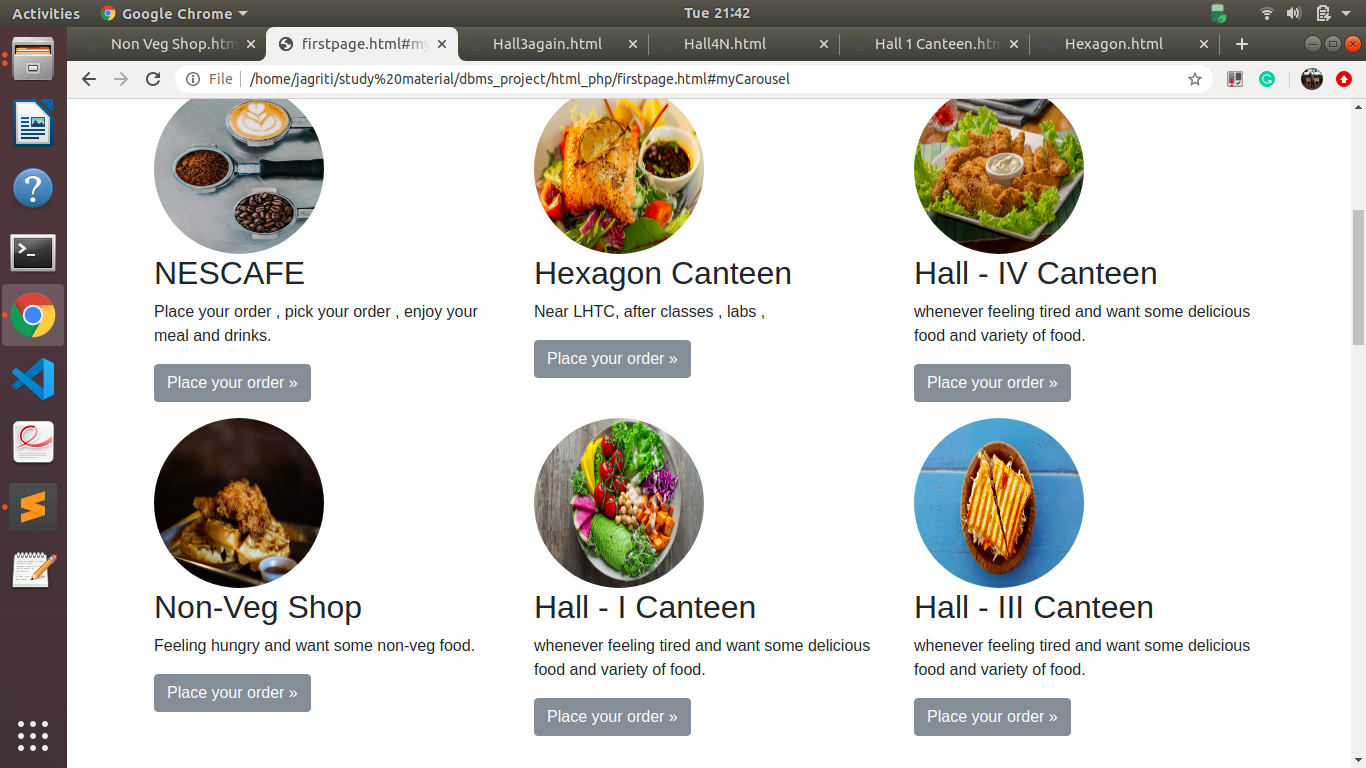 Activities
Google Chrome
Tue 21:42
Non Veg Shop.htm
firstpage.html#my
Hall3again.html
Hall4N.html
Hall 1 Canteen.htm
Hexagon.html
File
/home/jagriti/study%20material/dbms_project/html_php/firstpage.html#myCarousel
NESCAFE
Place your order , pick your order , enjoy your
meal and drinks.
Place your order »
Hexagon Canteen
Near LHTC, after classes , labs ,
Place your order »
Hall - IV Canteen
whenever feeling tired and want some delicious
food and variety of food.
Place your order »
Non-Veg Shop
Feeling hungry and want some non-veg food.
Place your order »
Hall - I Canteen
whenever feeling tired and want some delicious
food and variety of food.
Place your order »
Hall - III Canteen
whenever feeling tired and want some delicious
food and variety of food.
Place your order »